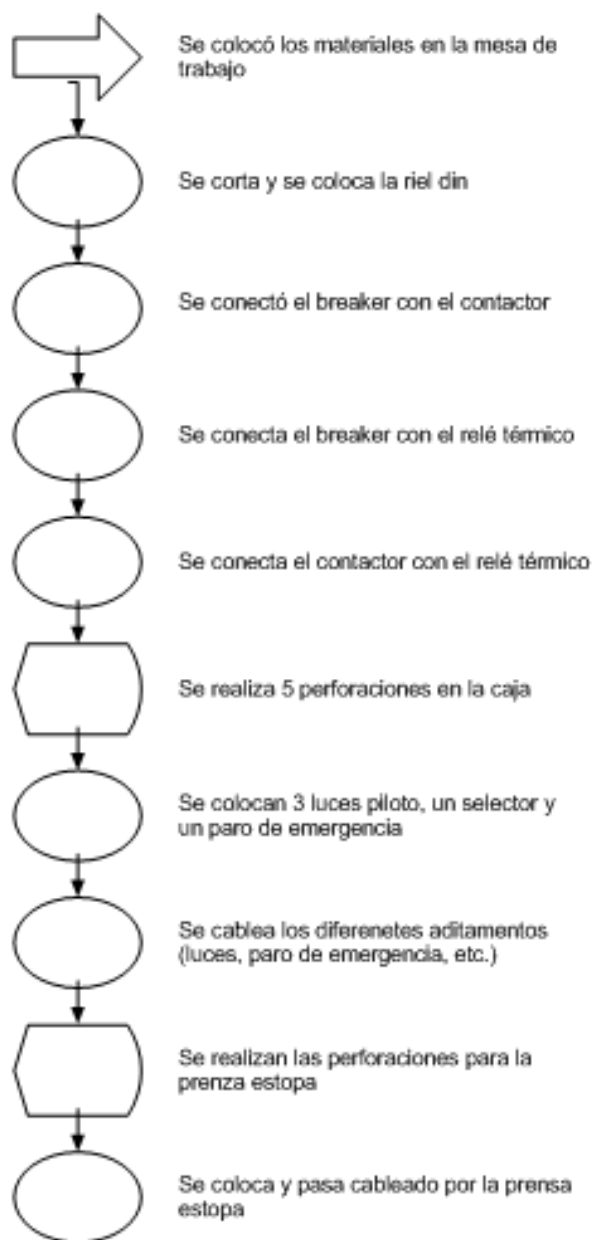 Se colocó los materiales en la mesa de
trabajo
Se corta y se coloca la riel din
Se conectó el breaker con el contactor
Se conecta el breaker con el relé térmico
Se conecta el contactor con el relé térmico
Se realiza 5 perforaciones en la caja
Se colocan 3 luces piloto, un selector y
un paro de emergencia
Se cablea los diferenetes aditamentos
(luces, paro de emergencia, etc.)
Se realizan las perforaciones para la
prenza estopa
Se coloca y pasa cableado por la prensa
estopa